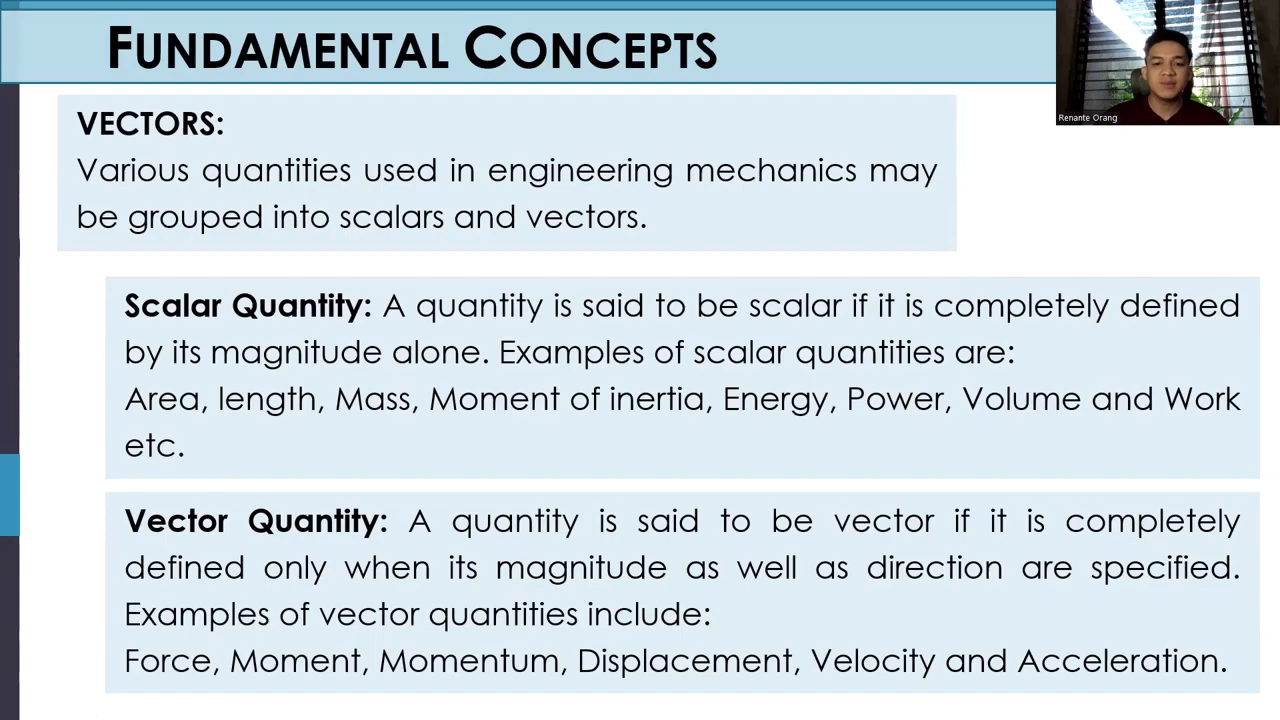 FUNDAMENTAL CONCEPTS
Renante Orang
VECTORS:
Various quantities used in engineering mechanics may
be grouped into scalars and vectors.
Scalar Quantity: A quantity is said to be scalar if it is completely defined
by its magnitude alone. Examples of scalar quantities are:
Area, length, Mass, Moment of inertia, Energy, Power, Volume and Work
etc.
Vector Quantity: A quantity is said to be vector if it is completely
defined only when its magnitude as well as direction are specified.
Examples of vector quantities include:
Force, Moment, Momentum, Displacement, Velocity and Acceleration.